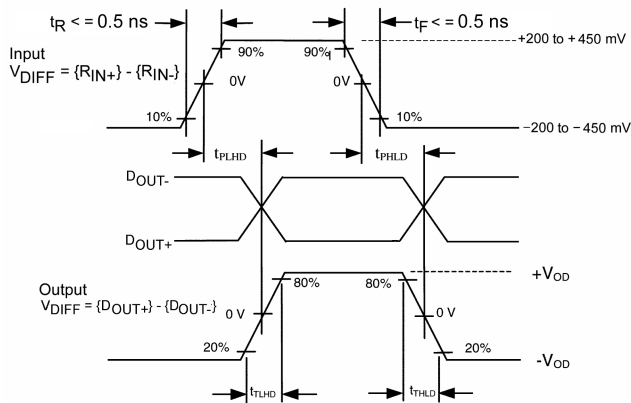 tR < = 0.5 ns
tF < = 0.5 ns
Input
VDIFF = {RIN+} - {RIN-}
90%
90%
+200 to + 450 mV
0V
0V
10%
10%
−200 to − 450 mV
tPLHD
tPHLD
DOUT-
DOUT+
Output
VDIFF = {DOUT+} - {DOUT-}
80%
80%
+VOD
0 V
0 V
20%
20%
-VOD
tTLHD
tTHLD